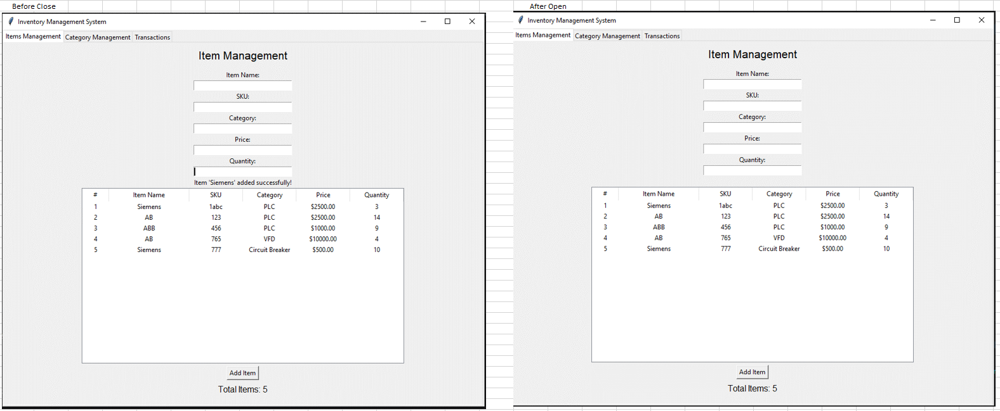 Before Close
Inventory Management System
Items Management Category Management Transactions
Item Management
Item Name:
SKU:
Category:
Price:
Quantity:
Item 'Siemens' added successfully!
# Item Name SKU Category Price Quantity
1 Siemens 1abc PLC $2500.00 3
2 AB 123 PLC $2500.00 14
3 ABB 456 PLC $1000.00 9
4 AB 765 VFD $10000.00 4
5 Siemens 777 Circuit Breaker $500.00 10
Add Item
Total Items: 5
After Open
Inventory Management System
Items Management Category Management Transactions
Item Management
Item Name:
SKU:
Category:
Price:
Quantity:
# Item Name SKU Category Price Quantity
1 Siemens 1abc PLC $2500.00 3
2 AB 123 PLC $2500.00 14
3 ABB 456 PLC $1000.00 9
4 AB 765 VFD $10000.00 4
5 Siemens 777 Circuit Breaker $500.00 10
Add Item
Total Items: 5